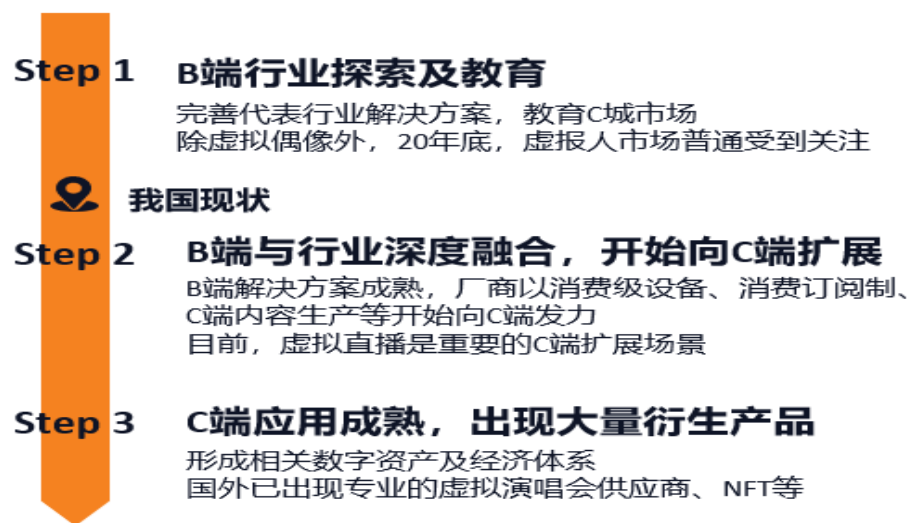 Step 1 B端行业探索及教育
完善代表行业解决方案，教育C城市场
除虚拟偶像外，20年底，虚报人市场普通受到关注
我国现状
Step 2 B端与行业深度融合，开始向C端扩展
B端解决方案成熟，厂商以消费级设备、消费订阅制、
C端内容生产等开始向C端发力
目前，虚拟直播是重要的C端扩展场景
Step 3 C端应用成熟，出现大量衍生产品
形成相关数字资产及经济体系
国外已出现专业的虚拟演唱会供应商、NFT等